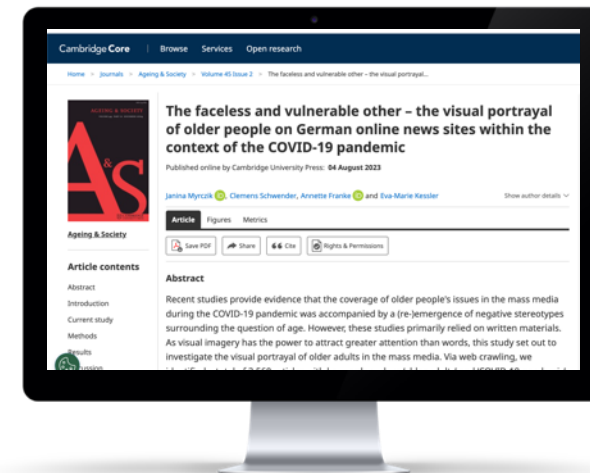 Cambridge Core
Browse Services Open research
Home > Journals > Ageing & Society > Volume 45 Issue 2 > The faceless and vulnerable other – the visual portrayal...
AGEING & SOCIETY
A&S
Ageing & Society
Article contents
Abstract
Introduction
Current study
Methods
Results
The faceless and vulnerable other – the visual portrayal
of older people on German online news sites within the
context of the COVID-19 pandemic
Published online by Cambridge University Press: 04 August 2023
Janina Myrczik, Clemens Schwender, Annette Franke and Eva-Marie Kessler
Show author details
Article Figures Metrics
Save PDF Share Cite Rights & Permissions
Abstract
Recent studies provide evidence that the coverage of older people's issues in the mass media
during the COVID-19 pandemic was accompanied by a (re-)emergence of negative stereotypes
surrounding the question of age. However, these studies primarily relied on written materials.
As visual imagery has the power to attract greater attention than words, this study set out to
investigate the visual portrayal of older adults in the mass media. Via web crawling, we